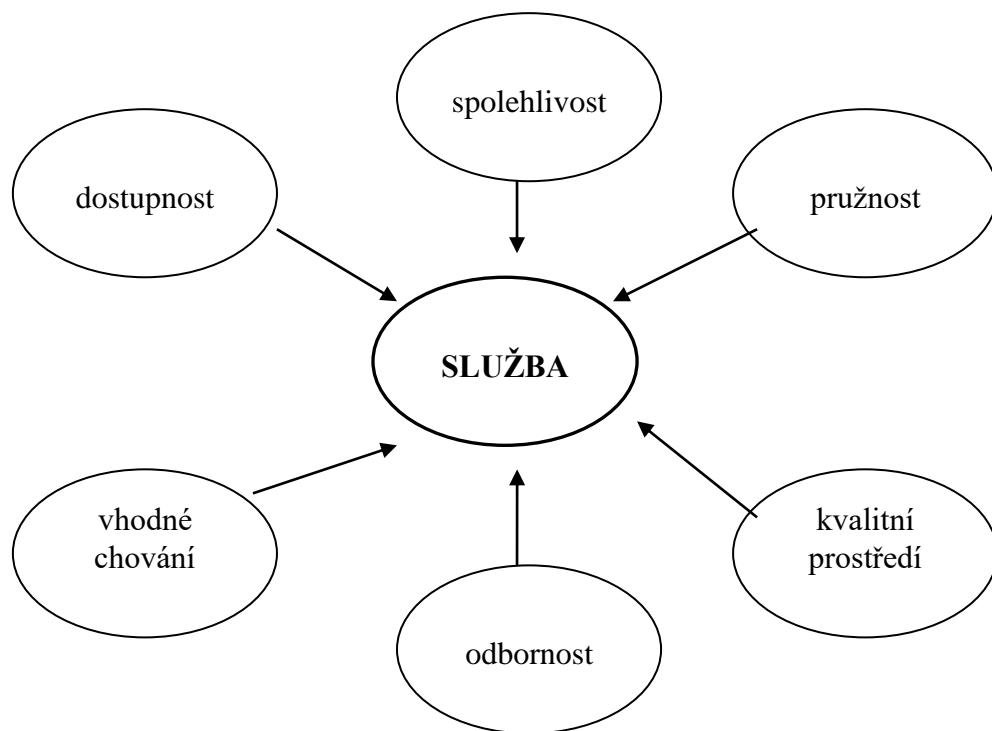 spolehlivost
dostupnost
pružnost
SLUŽBA
vhodné
chování
kvalitní
prostředí
odbornost